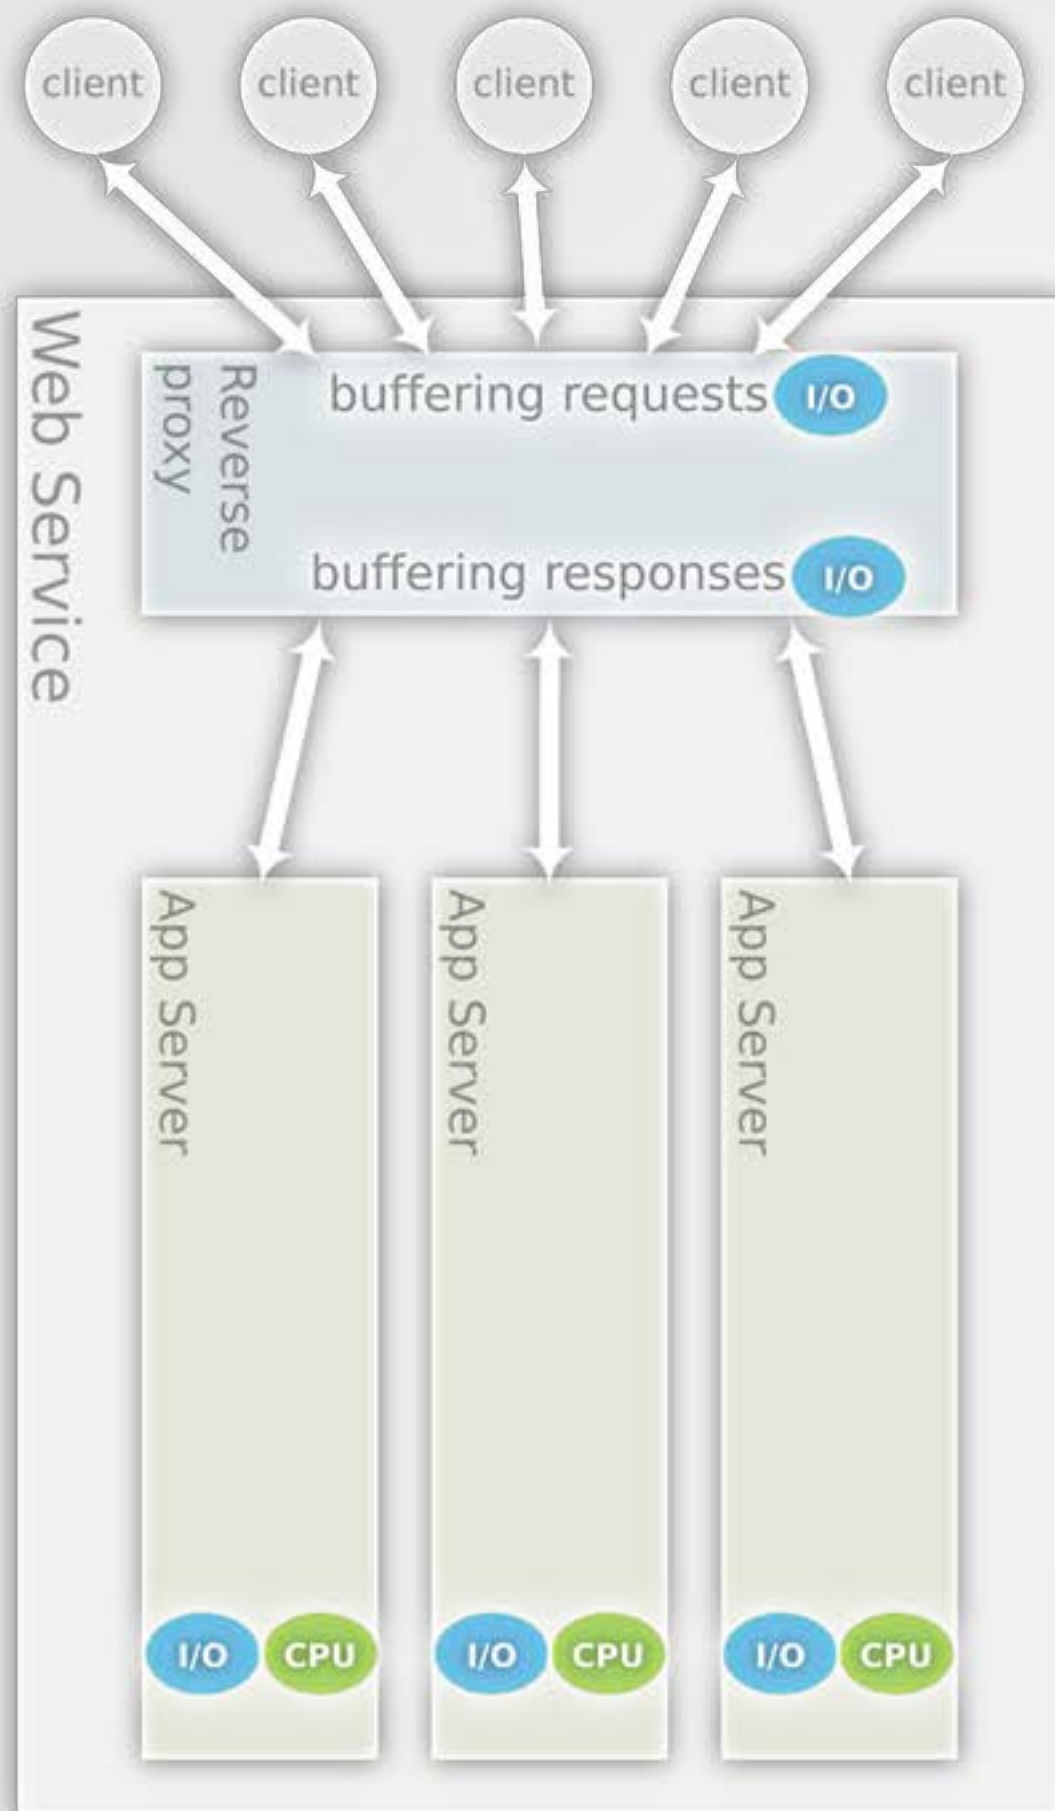 client
client
client
client
client
Web Service
Reverse
proxy
buffering requests
I/O
buffering responses
I/O
App Server
App Server
App Server
I/O
CPU
I/O
CPU
I/O
CPU